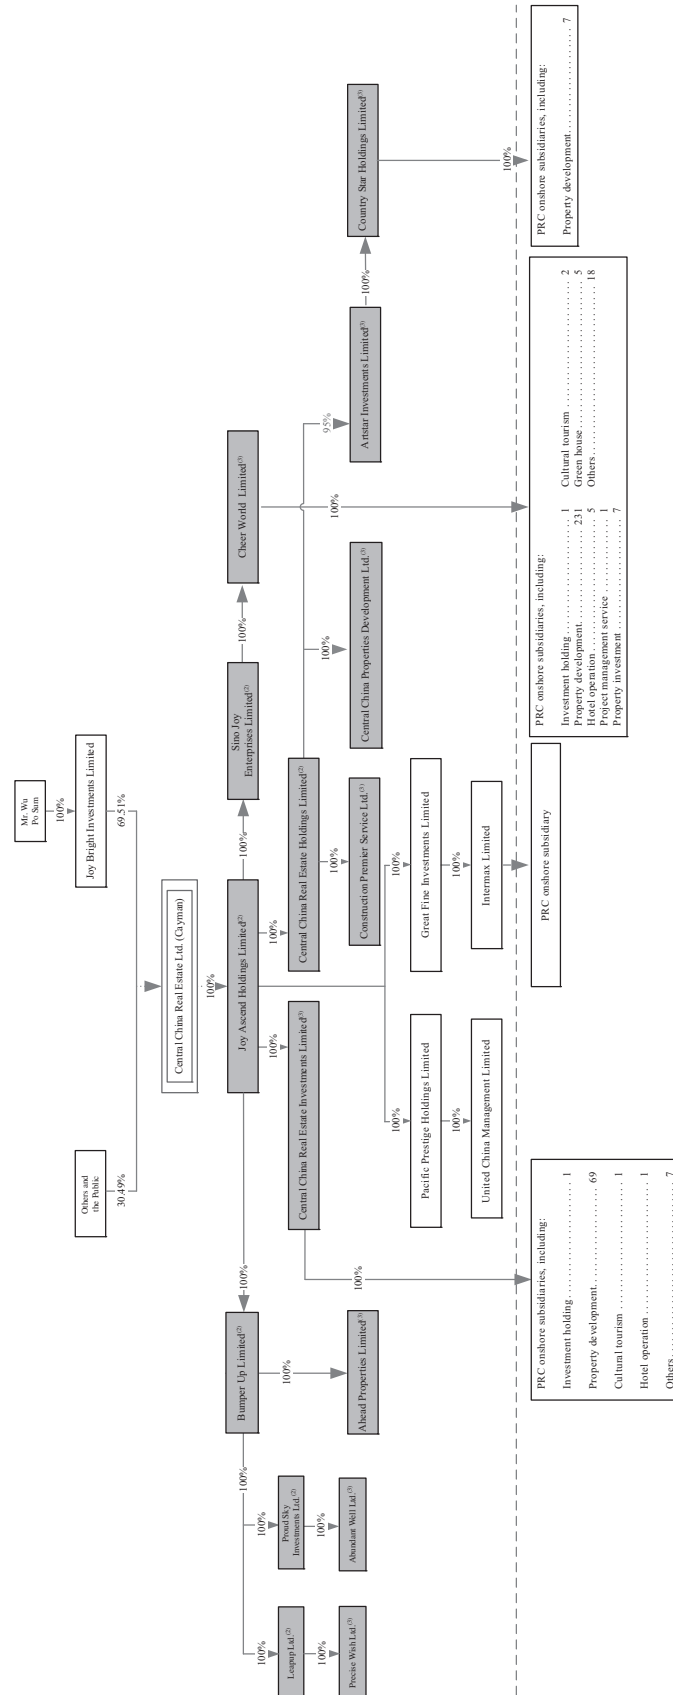 Mr. Wu
Po Sum
100%
Others and
the Public
Joy Bright Investments Limited
30.49%
69.51%
Central China Real Estate Ltd. (Cayman)
100%
Bumper Up Limited(2)
100%
Joy Ascend Holdings Limited(2)
100%
Sino Joy
Enterprises Limited(2)
100%
Cheer World Limited(3)
100%
100%
100%
100%
100%
100%
Leapup Ltd.(2)
Proud Sky
Investments Ltd.(2)
Central China Real Estate Investments Limited(3)
Central China Real Estate Holdings Limited(2)
100%
100%
100%
100%
95%
Precise Wish Ltd.(3)
Abundant Well Ltd.(3)
Ahead Properties Limited(3)
Construction Premier Service Ltd.(3)
Central China Properties Development Ltd.(3)
Artstar Investments Limited(3)
100%
Country Star Holdings Limited(3)
100%
100%
100%
100%
Pacific Prestige Holdings Limited
Great Fine Investments Limited
100%
100%
United China Management Limited
Intermax Limited
100%
PRC onshore subsidiaries, including:
Investment holding 1
Property development 69
Cultural tourism 1
Hotel operation 1
Others 7
PRC onshore subsidiary
PRC onshore subsidiaries, including:
Investment holding 1 Cultural tourism 2
Property development 231 Green house 5
Hotel operation 5 Others 18
Project management service 1
Property investment 7
PRC onshore subsidiaries, including:
Property development 7